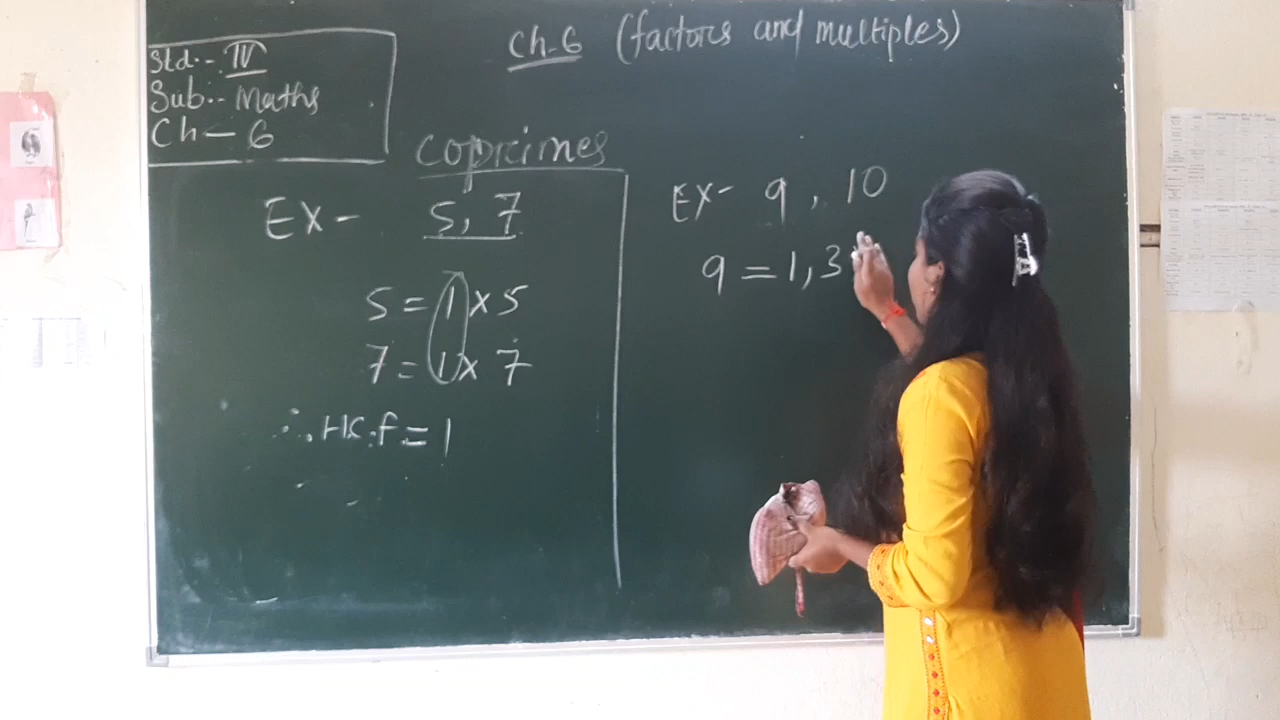 Std:- IV
Sub:- Maths
Ch- 6
Ch-6 (factors and multiples)
Coprimes
EX- 5, 7
5 = 1 x 5
7 = 1 x 7
∴ H.C.f = 1
EX- 9, 10
9 = 1, 3